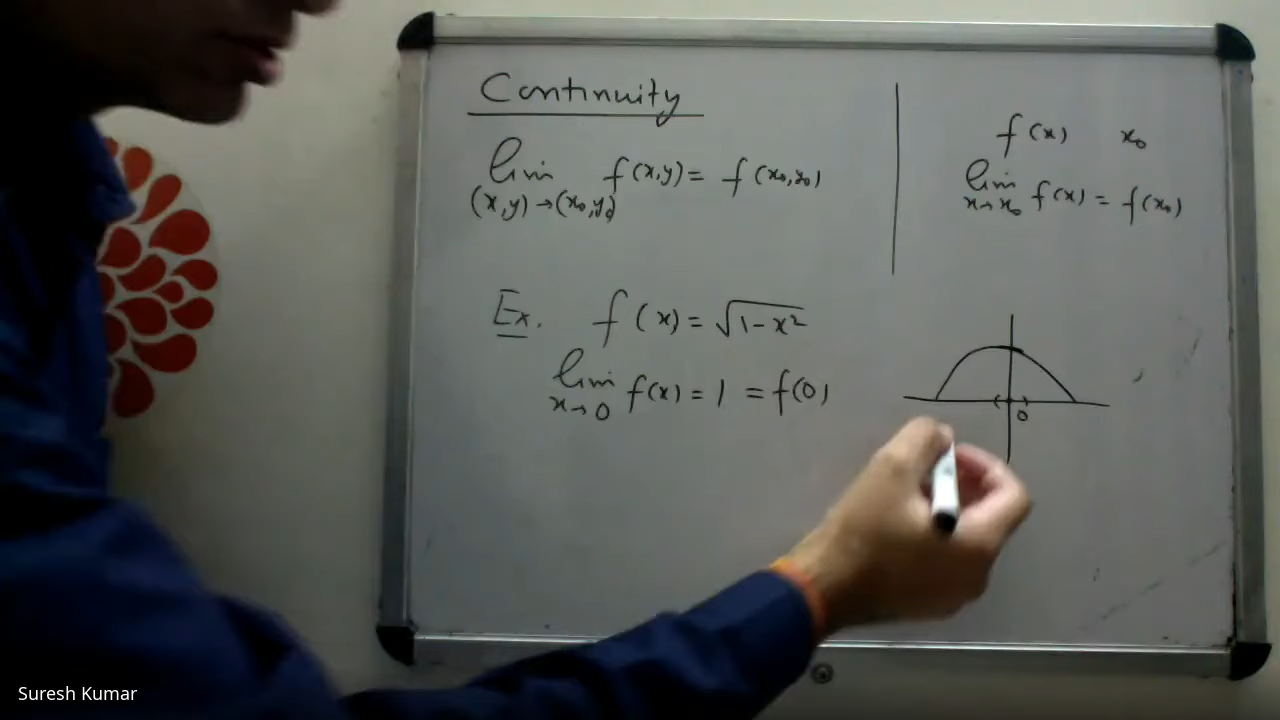 Continuity
lim f(x,y) = f(x₀,y₀)
(x,y)→(x₀,y₀)
f(x) x₀
lim f(x) = f(x₀)
x→x₀
Ex. f(x) = √1-x²
lim f(x) = 1 = f(0)
x→0
0
Suresh Kumar